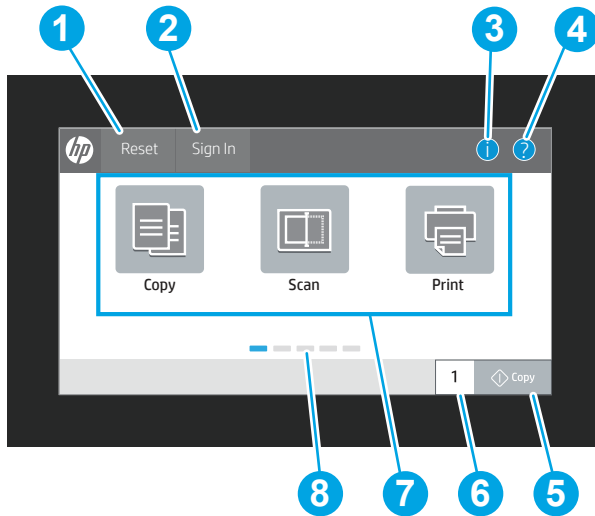 1 2 3 4
hp Reset Sign In i ?
Copy Scan Print
1 Copy
8 7 6 5